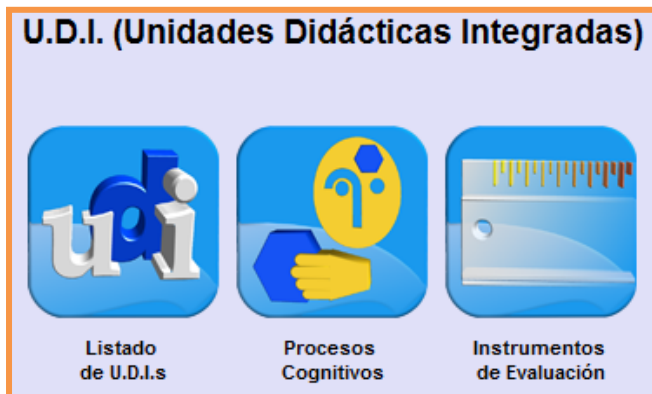 U.D.I. (Unidades Didácticas Integradas)
udi
Listado
de U.D.I.s
Procesos
Cognitivos
Instrumentos
de Evaluación